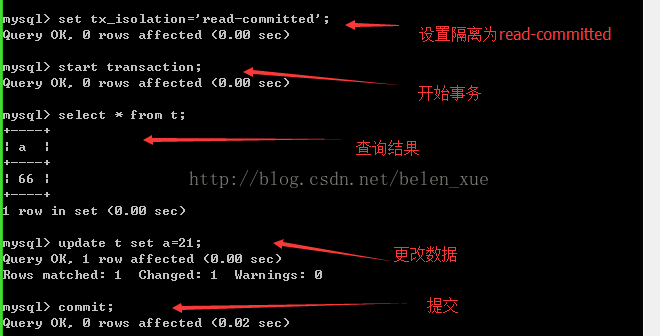 mysql> set tx_isolation='read-committed';
Query OK, 0 rows affected (0.00 sec)
设置隔离为read-committed
mysql> start transaction;
Query OK, 0 rows affected (0.00 sec)
开始事务
mysql> select * from t;
+----+
| a  |
+----+
| 66 |
+----+
1 row in set (0.00 sec)
查询结果
http://blog.csdn.net/belen_xue
mysql> update t set a=21;
Query OK, 1 row affected (0.00 sec)
Rows matched: 1  Changed: 1  Warnings: 0
更改数据
mysql> commit;
Query OK, 0 rows affected (0.02 sec)
提交